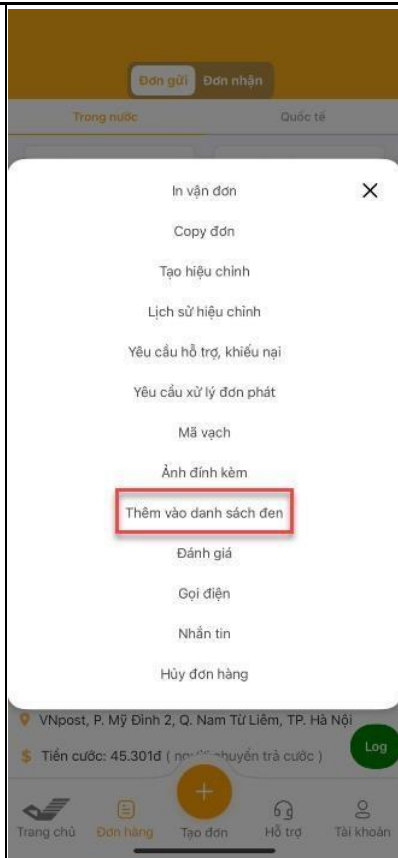 Đơn gửi Đơn nhận
Trong nước Quốc tế
In vận đơn
Copy đơn
Tạo hiệu chỉnh
Lịch sử hiệu chỉnh
Yêu cầu hỗ trợ, khiếu nại
Yêu cầu xử lý đơn phát
Mã vạch
Ảnh đính kèm
Thêm vào danh sách đen
Đánh giá
Gọi điện
Nhắn tin
Hủy đơn hàng
VNpost, P. Mỹ Đình 2, Q. Nam Từ Liêm, TP. Hà Nội
Tiền cước: 45.301đ ( trả cước )
Log
Trang chủ Đơn hàng Tạo đơn Hỗ trợ Tài khoản